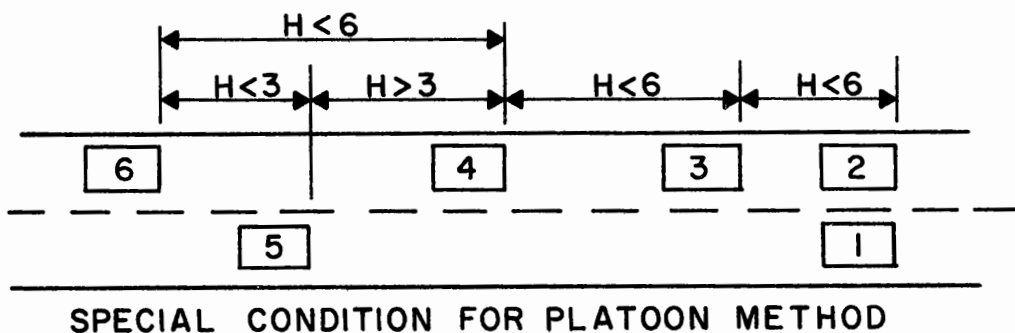 H<6
H<3 H>3 H<6 H<6
6 4 3 2
5 1
SPECIAL CONDITION FOR PLATOON METHOD